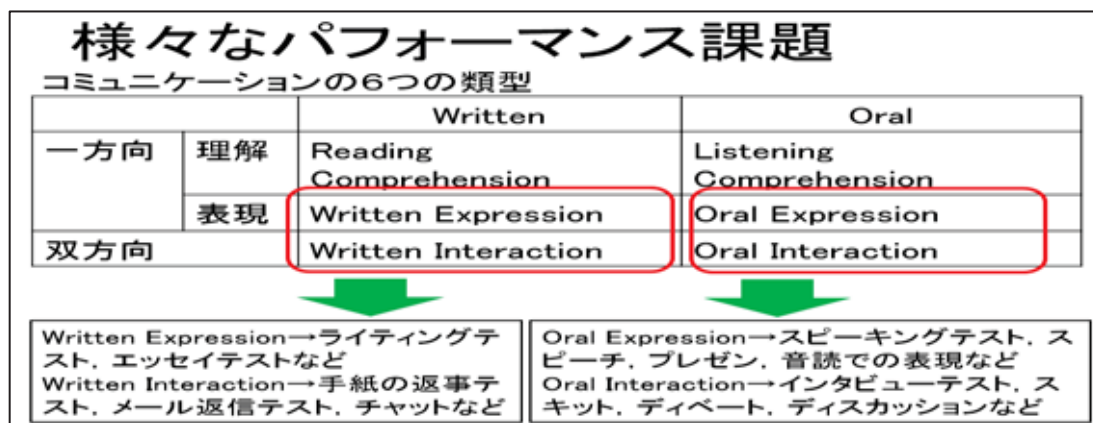 様々なパフォーマンス課題
コミュニケーションの6つの類型
Written Oral
一方向 理解 Reading Comprehension Listening Comprehension
表現 Written Expression Oral Expression
双方向 Written Interaction Oral Interaction
Written Expression→ライティングテ
スト，エッセイテストなど
Written Interaction→手紙の返事テ
スト，メール返信テスト，チャットなど
Oral Expression→スピーキングテスト，ス
ピーチ，プレゼン，音読での表現など
Oral Interaction→インタビューテスト，ス
キット，ディベート，ディスカッションなど